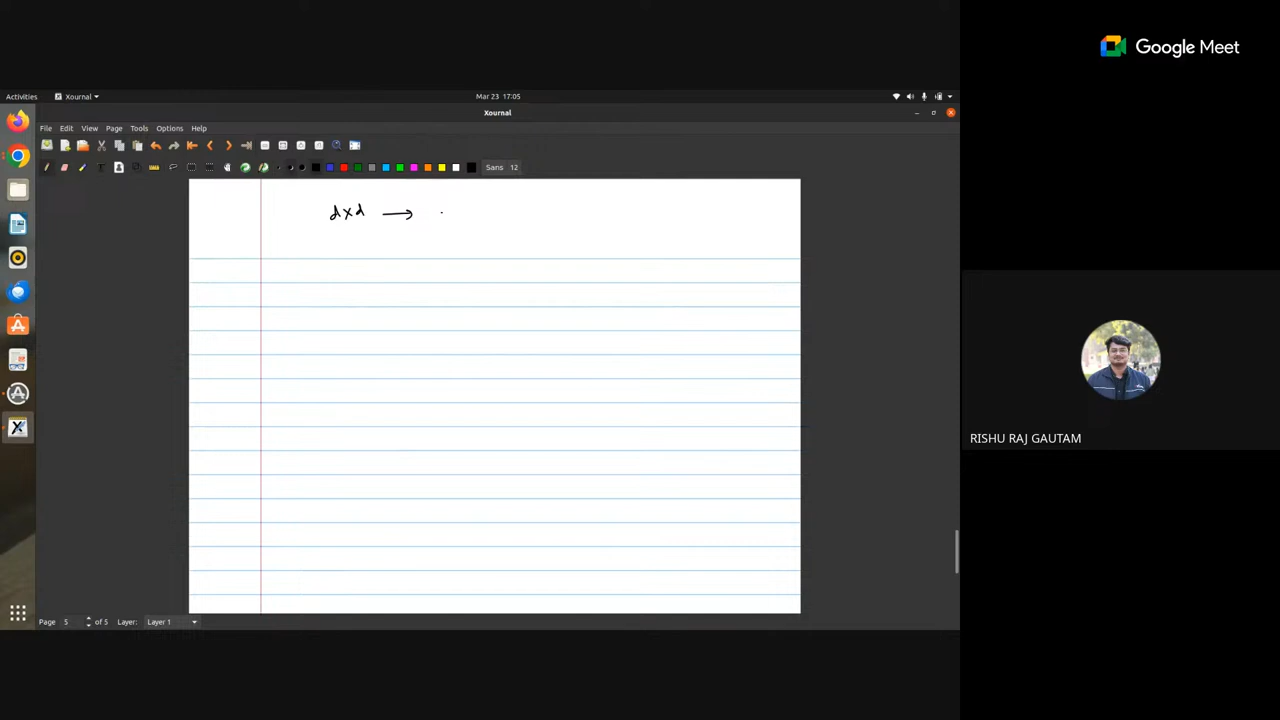 Google Meet
Activities Xournal Mar 23 17:05
Xournal
File Edit View Page Tools Options Help
Sans 12
d×d →
RISHU RAJ GAUTAM
Page 5 of 5 Layer: Layer 1